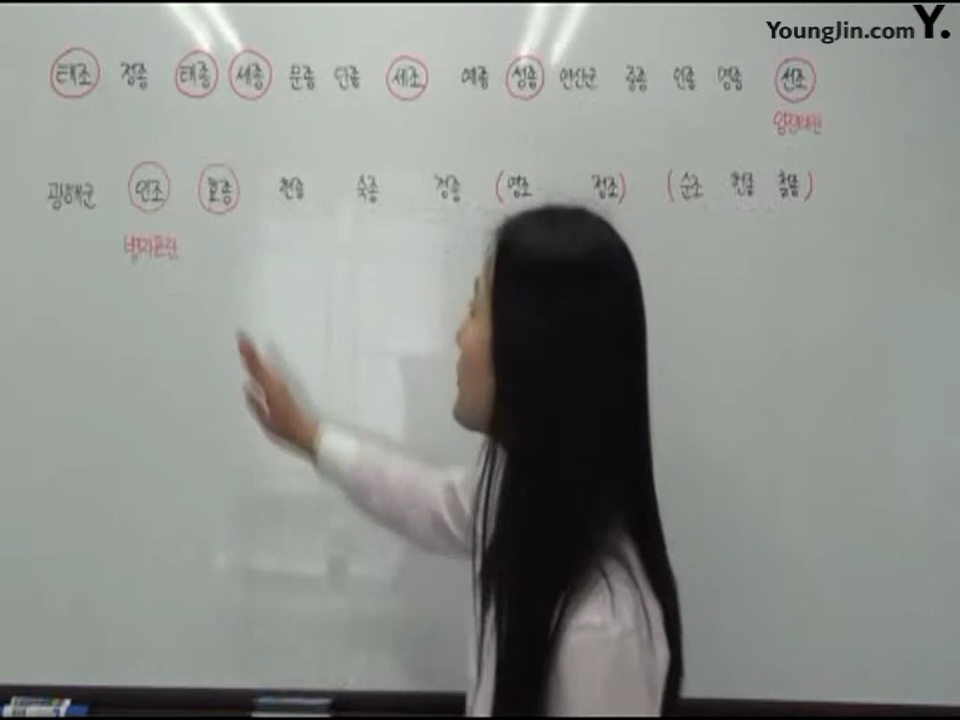 YoungJin.com Y.
태조 정종 태종 세종 문종 단종 세조 예종 성종 연산군 중종 인종 명종 선조
임진왜란
광해군 인조 효종 현종 숙종 경종 (영조 정조) (순조 헌종 철종)
병자호란